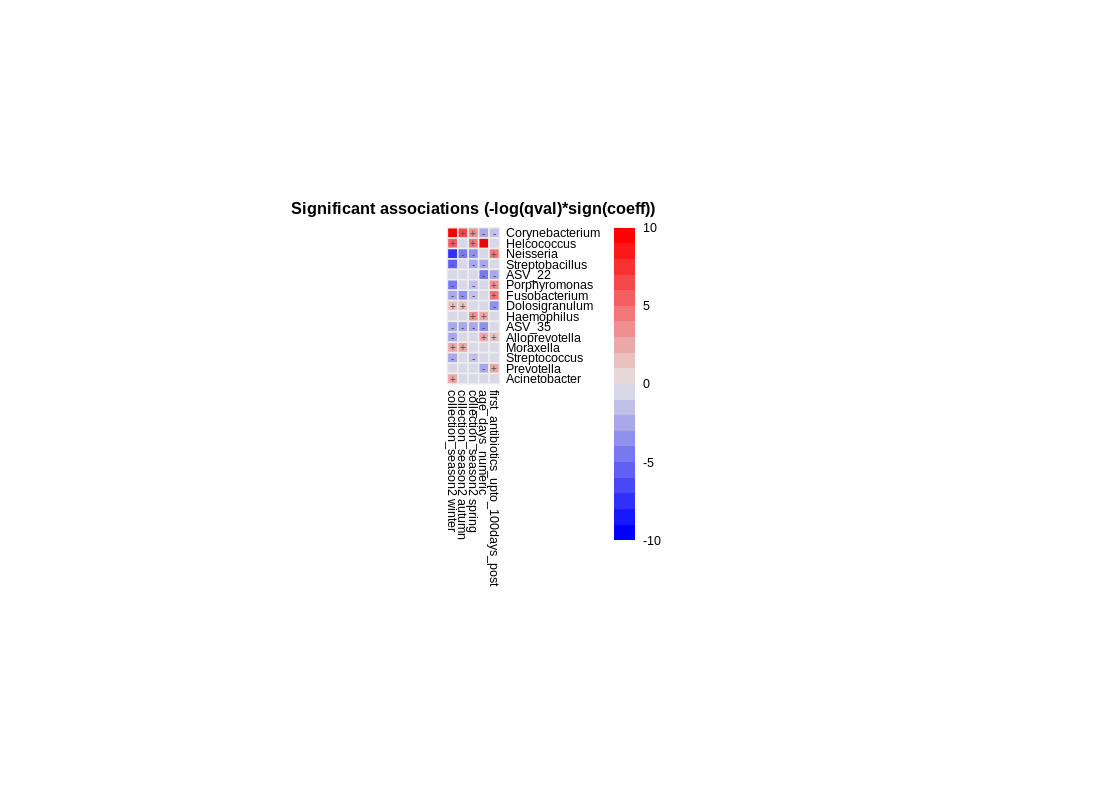 Significant associations (-log(qval)*sign(coeff))
+ + + - - Corynebacterium
+ + Helcococcus
- - - + Neisseria
- - - Streptobacillus
- - ASV_22
- - + Porphyromonas
- - - + Fusobacterium
+ + - Dolosigranulum
+ + Haemophilus
- - - - ASV_35
- + + Alloprevotella
+ + Moraxella
- - Streptococcus
- + Prevotella
+ Acinetobacter
10
5
0
-5
-10
collection_season2 winter
collection_season2 autumn
collection_season2 spring
age_days_numeric
first_antibiotics_upto_100days_post